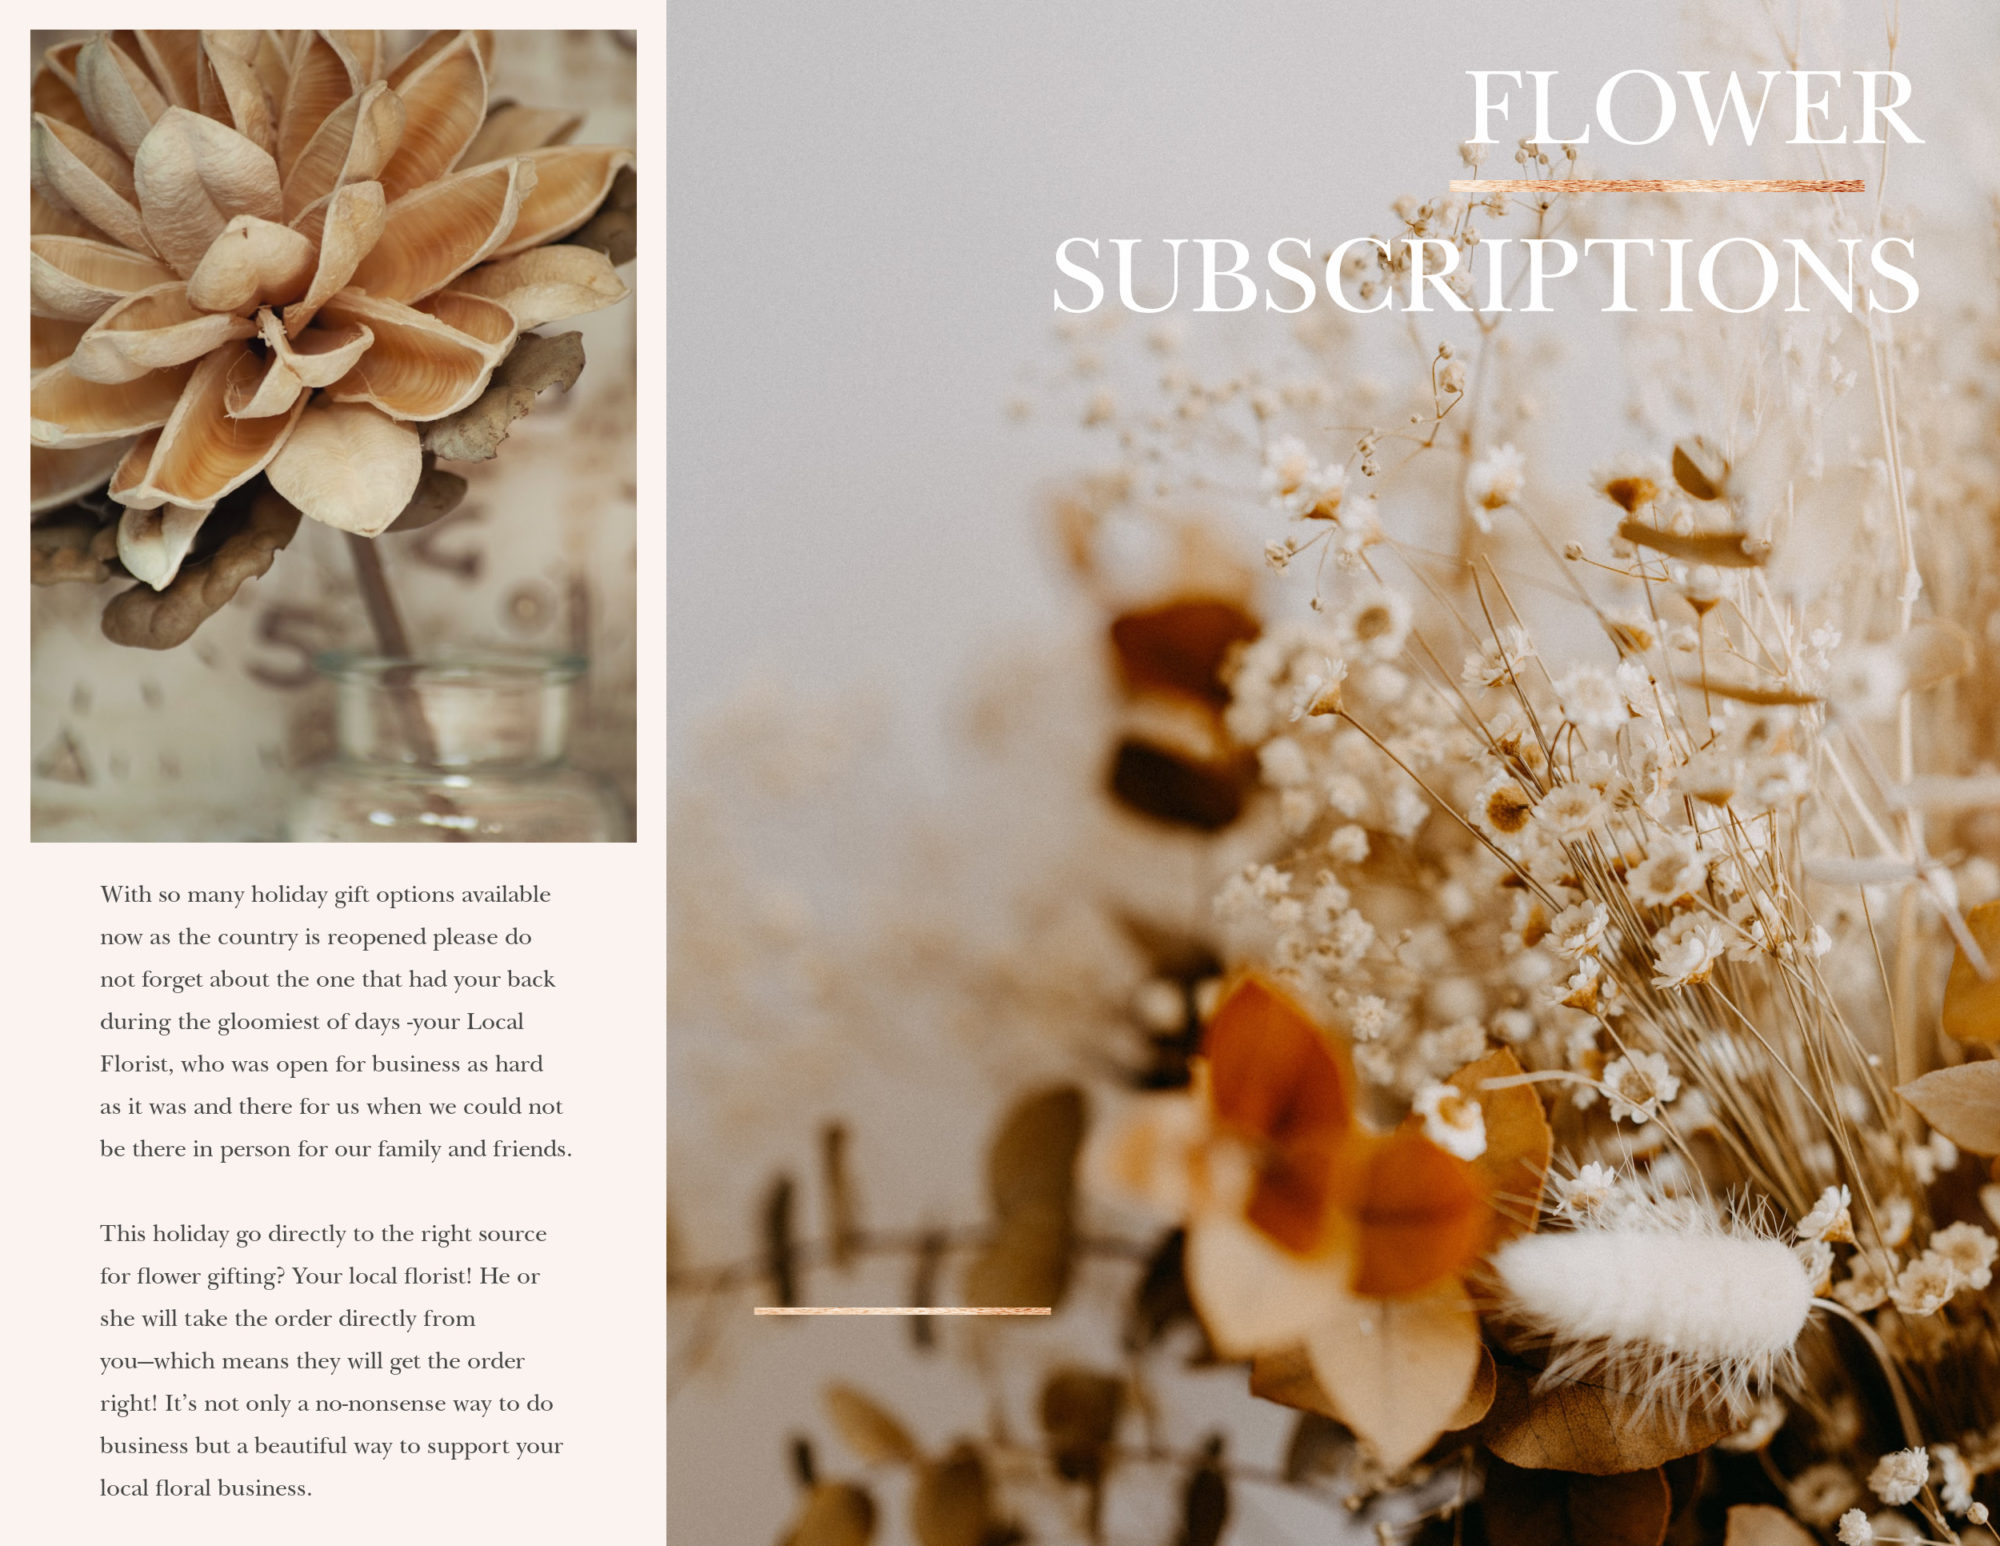 FLOWER
SUBSCRIPTIONS
With so many holiday gift options available
now as the country is reopened please do
not forget about the one that had your back
during the gloomiest of days -your Local
Florist, who was open for business as hard
as it was and there for us when we could not
be there in person for our family and friends.
This holiday go directly to the right source
for flower gifting? Your local florist! He or
she will take the order directly from
you—which means they will get the order
right! It’s not only a no-nonsense way to do
business but a beautiful way to support your
local floral business.